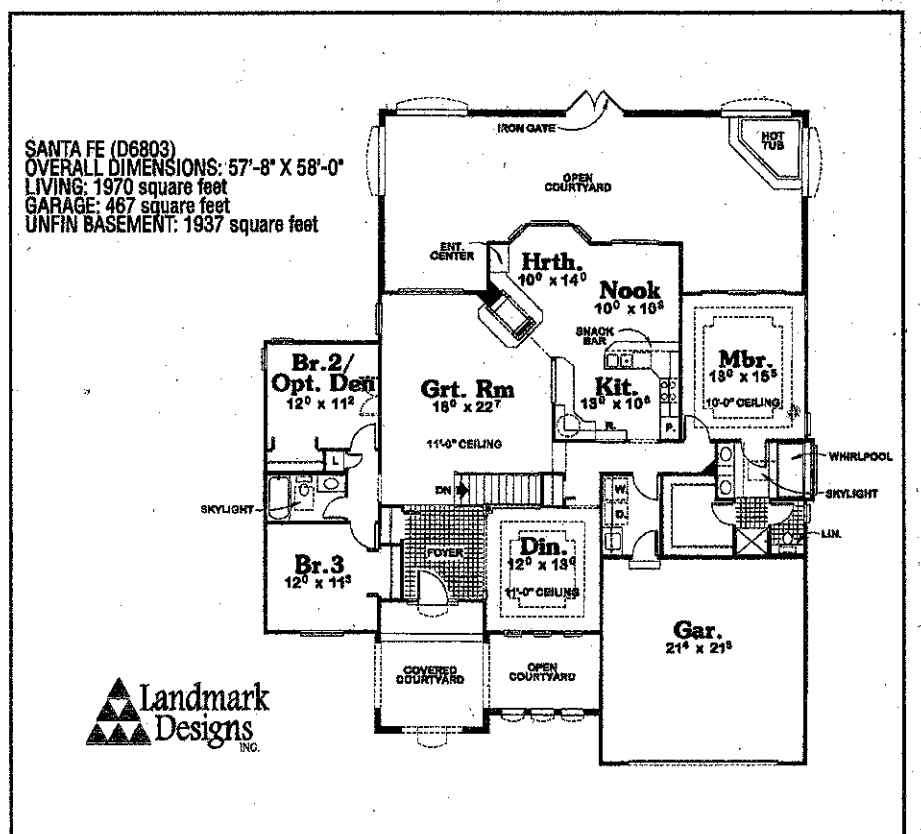 SANTA FE (D6803)
OVERALL DIMENSIONS: 57'-8" X 58'-0"
LIVING: 1970 square feet
GARAGE: 467 square feet
UNFIN BASEMENT: 1937 square feet
IRON GATE
HOT
TUB
OPEN
COURTYARD
ENT.
CENTER
Hrth.
10⁰ x 14⁰
Nook
10⁰ x 10⁸
SNACK
BAR
Br.2/
Opt. Den
12⁰ x 11²
Grt. Rm
18⁰ x 22⁷
11'-0" CEILING
Kit.
13⁶ x 10⁸
R.
P.
Mbr.
13⁰ x 15⁵
10'-0" CEILING
WHIRLPOOL
SKYLIGHT
LIN.
L
SKYLIGHT
DN
W.
D.
FOYER
Br.3
12⁰ x 11³
Din.
12⁰ x 13⁰
11'-0" CEILING
Gar.
21⁴ x 21⁵
COVERED
COURTYARD
OPEN
COURTYARD
Landmark
Designs
INC.